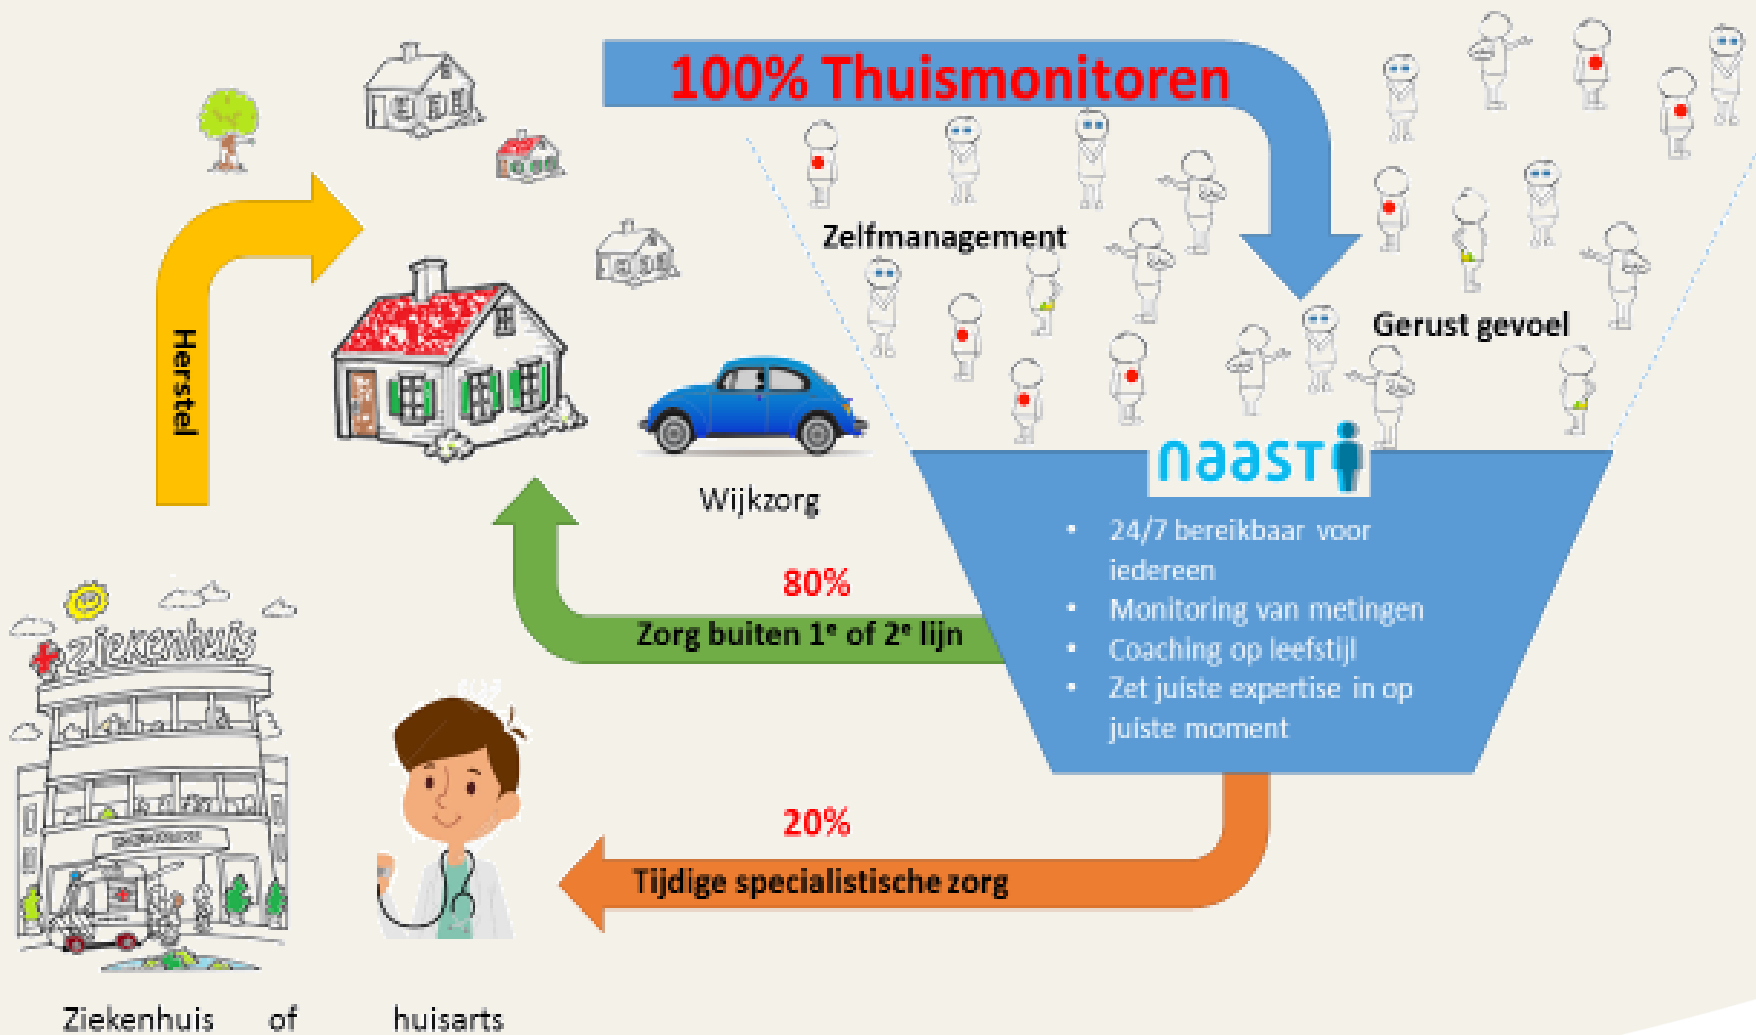 100% Thuismonitoren
Zelfmanagement
Gerust gevoel
Herstel
Wijkzorg
naast
• 24/7 bereikbaar voor
iedereen
• Monitoring van metingen
• Coaching op leefstijl
• Zet juiste expertise in op
juiste moment
80%
Zorg buiten 1e of 2e lijn
20%
Tijdige specialistische zorg
ziekenhuis
Ziekenhuis of huisarts